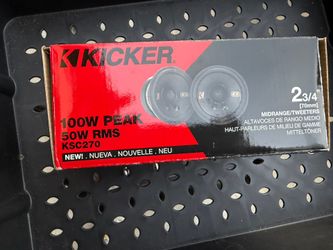 KICKER
100W PEAK
50W RMS
KSC270
NEW! . NUEVA . NOUVELLE . NEU
2 3/4"
[70mm]
MIDRANGE/TWEETERS
ALTAVOCES DE RANGO MEDIO
HAUT-PARLEURS DE MILIEU DE GAMME
MITTELTÖNER